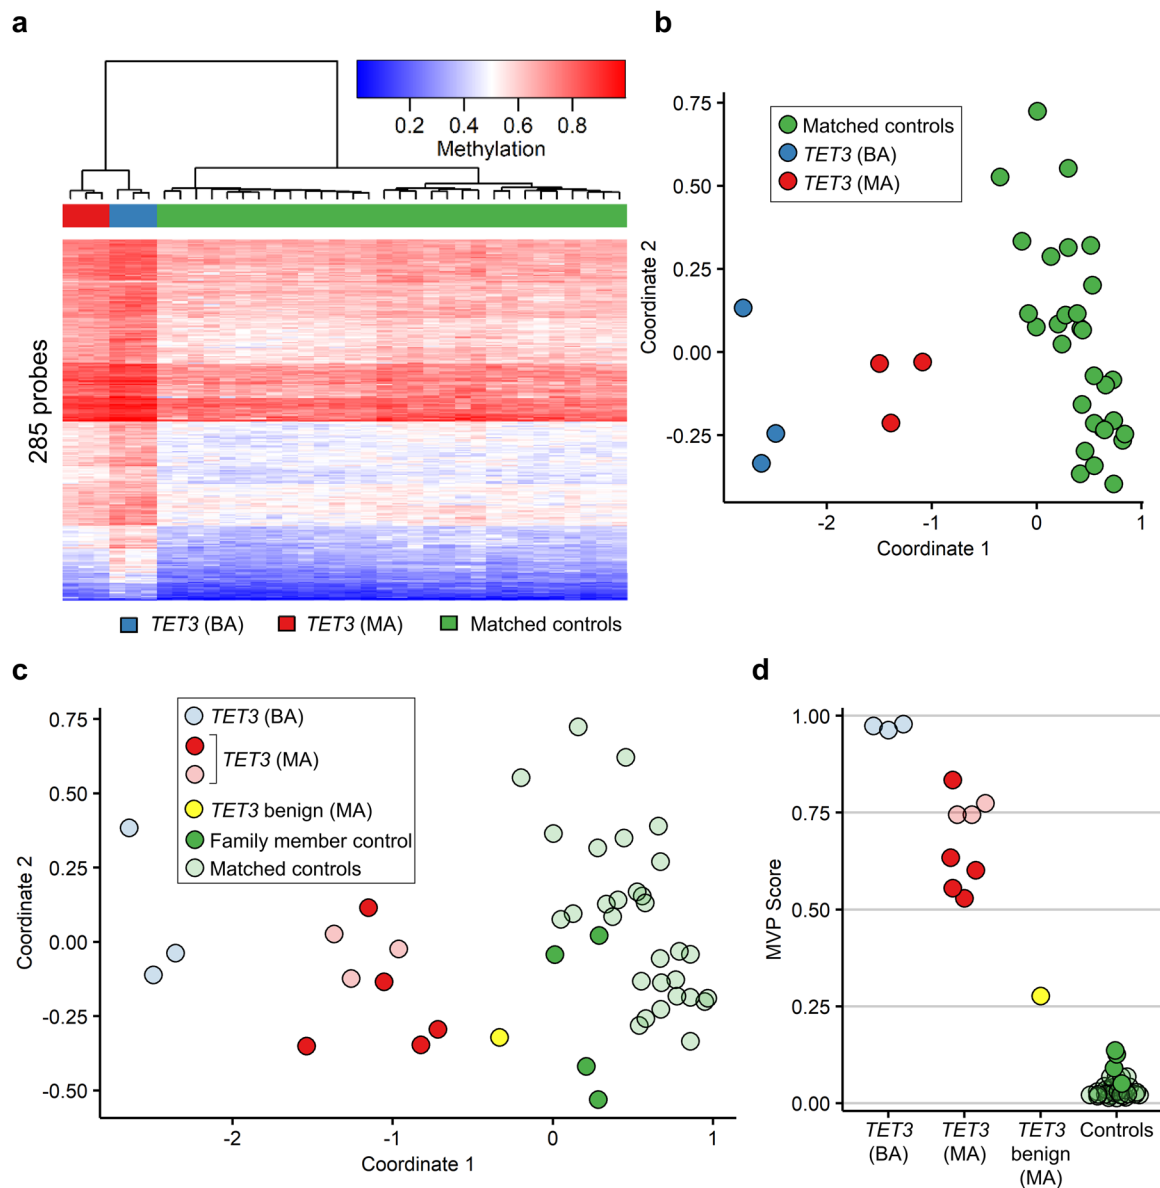 a
0.2 0.4 0.6 0.8
Methylation
285 probes
TET3 (BA) TET3 (MA) Matched controls
b
Matched controls
TET3 (BA)
TET3 (MA)
0.75
0.50
0.25
0.00
-0.25
Coordinate 2
-2 -1 0 1
Coordinate 1
c
TET3 (BA)
TET3 (MA)
TET3 benign (MA)
Family member control
Matched controls
0.75
0.50
0.25
0.00
-0.25
-0.50
Coordinate 2
-2 -1 0 1
Coordinate 1
d
1.00
0.75
0.50
0.25
0.00
MVP Score
TET3 TET3 TET3 Controls
(BA) (MA) benign
(MA)